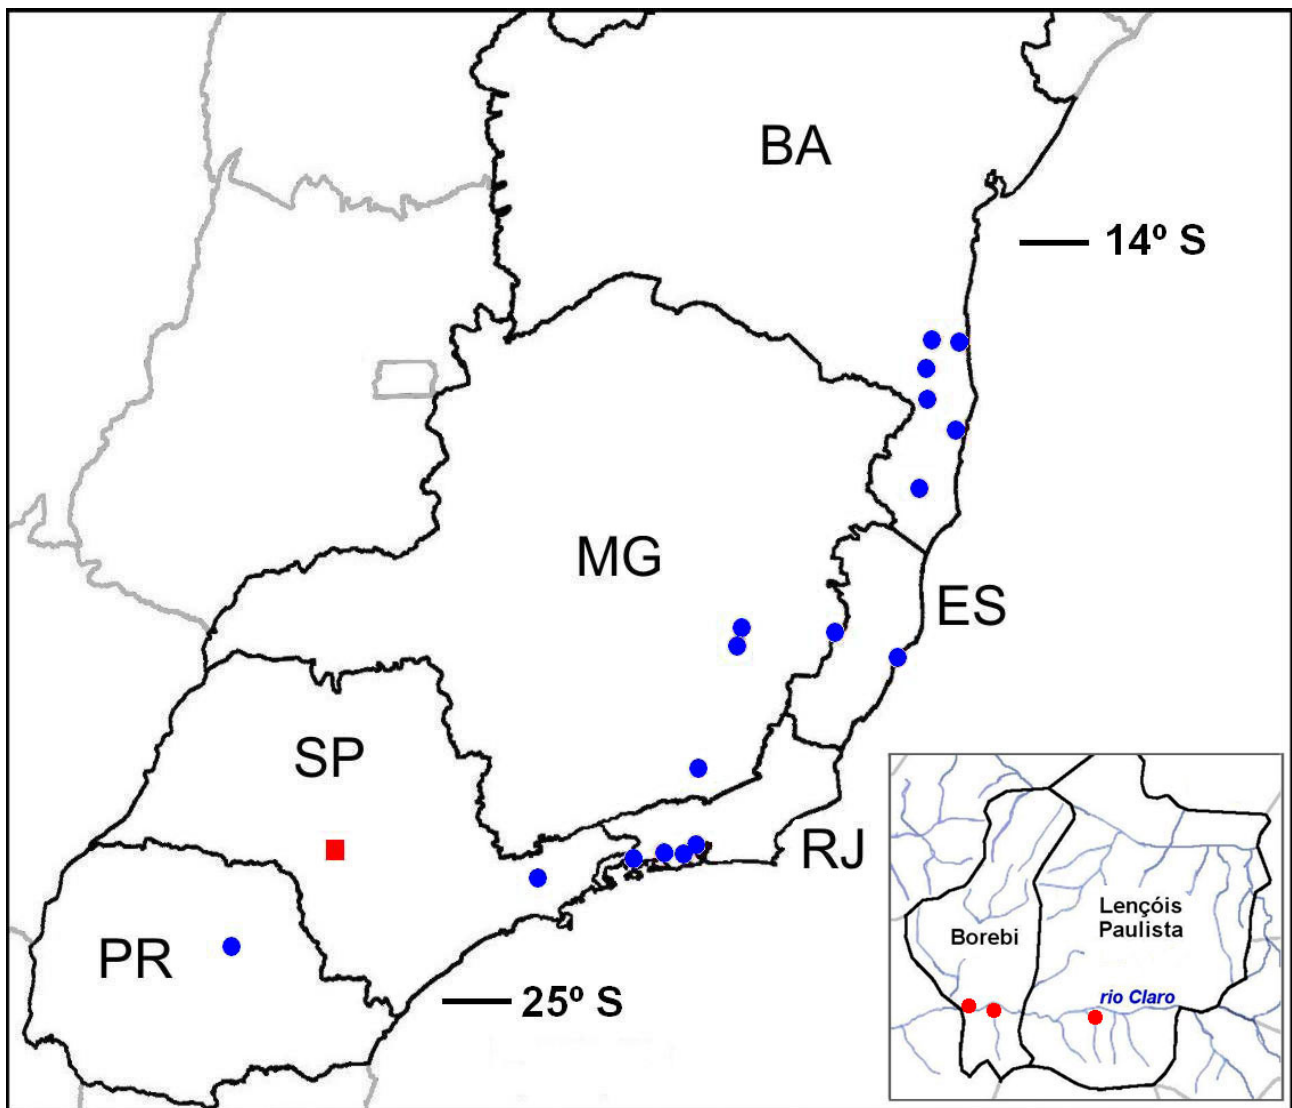 BA
14º S
MG
ES
SP
RJ
PR
25º S
Lençóis
Paulista
Borebi
rio Claro